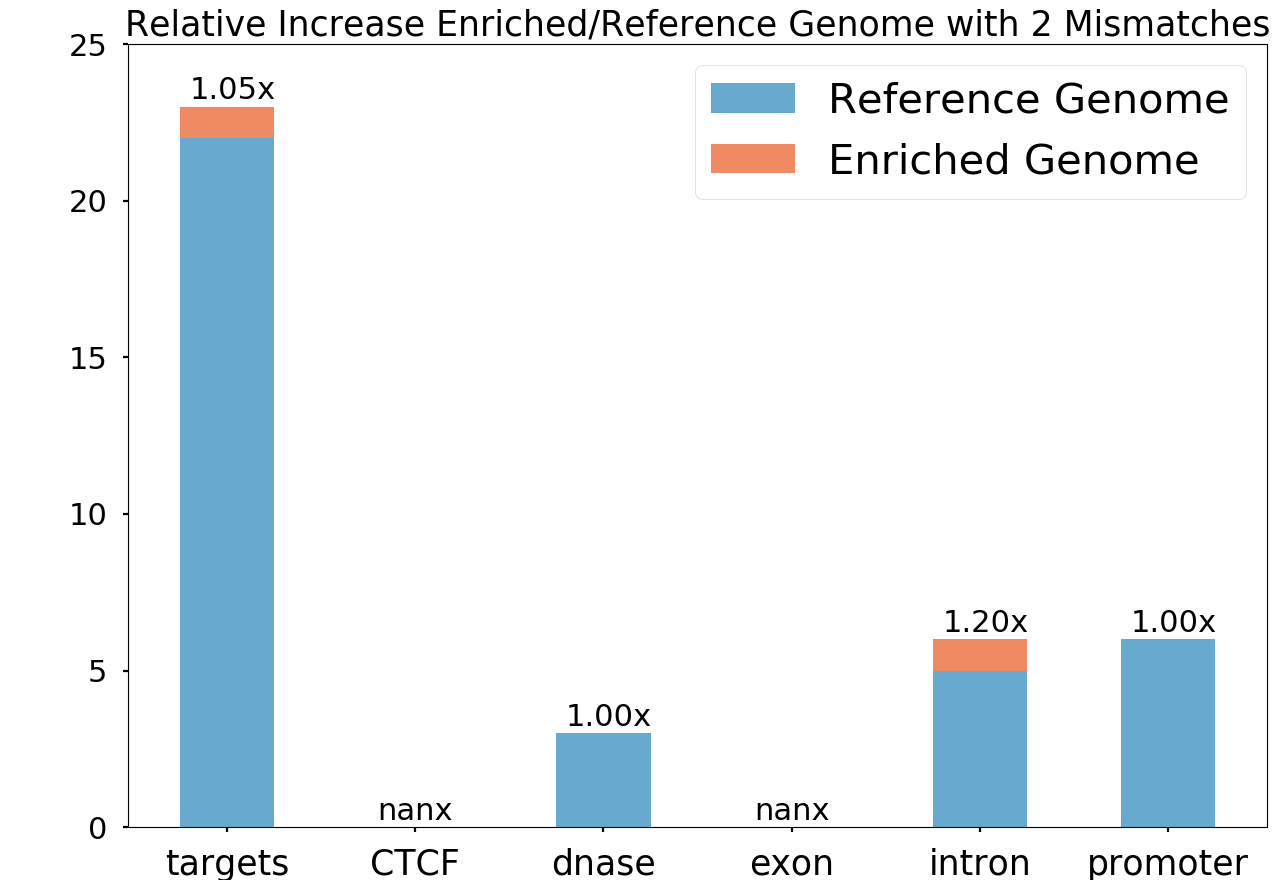 Relative Increase Enriched/Reference Genome with 2 Mismatches
25
20
15
10
5
0
1.05x
nanx
1.00x
nanx
1.20x
1.00x
Reference Genome
Enriched Genome
targets CTCF dnase exon intron promoter